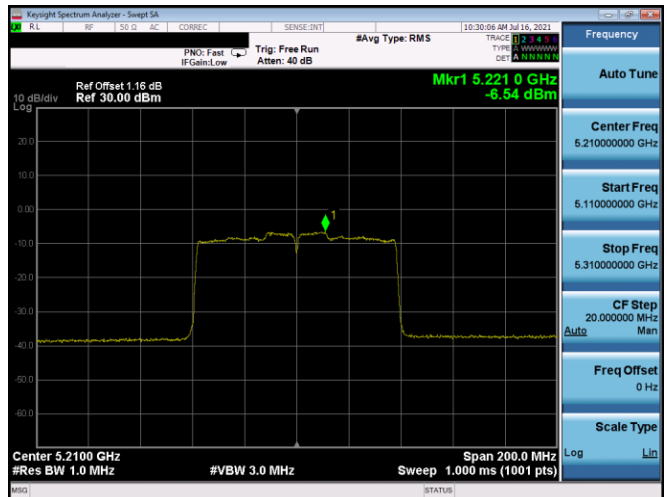 Keysight Spectrum Analyzer - Swept SA
RL RF 50 Ω AC CORREC SENSE:INT 10:30:06 AM Jul 16, 2021
#Avg Type: RMS TRACE 1 2 3 4 5 6
PNO: Fast Trig: Free Run TYPE A WWWWW
IFGain:Low Atten: 40 dB DET A N N N N N
Mkr1 5.221 0 GHz
Ref Offset 1.16 dB
10 dB/div Ref 30.00 dBm -6.54 dBm
Log
20.0
10.0
0.00
-10.0
-20.0
-30.0
-40.0
-50.0
-60.0
1
Center 5.2100 GHz Span 200.0 MHz
#Res BW 1.0 MHz #VBW 3.0 MHz Sweep 1.000 ms (1001 pts)
MSG STATUS
Frequency
Auto Tune
Center Freq
5.210000000 GHz
Start Freq
5.110000000 GHz
Stop Freq
5.310000000 GHz
CF Step
20.000000 MHz
Auto Man
Freq Offset
0 Hz
Scale Type
Log Lin